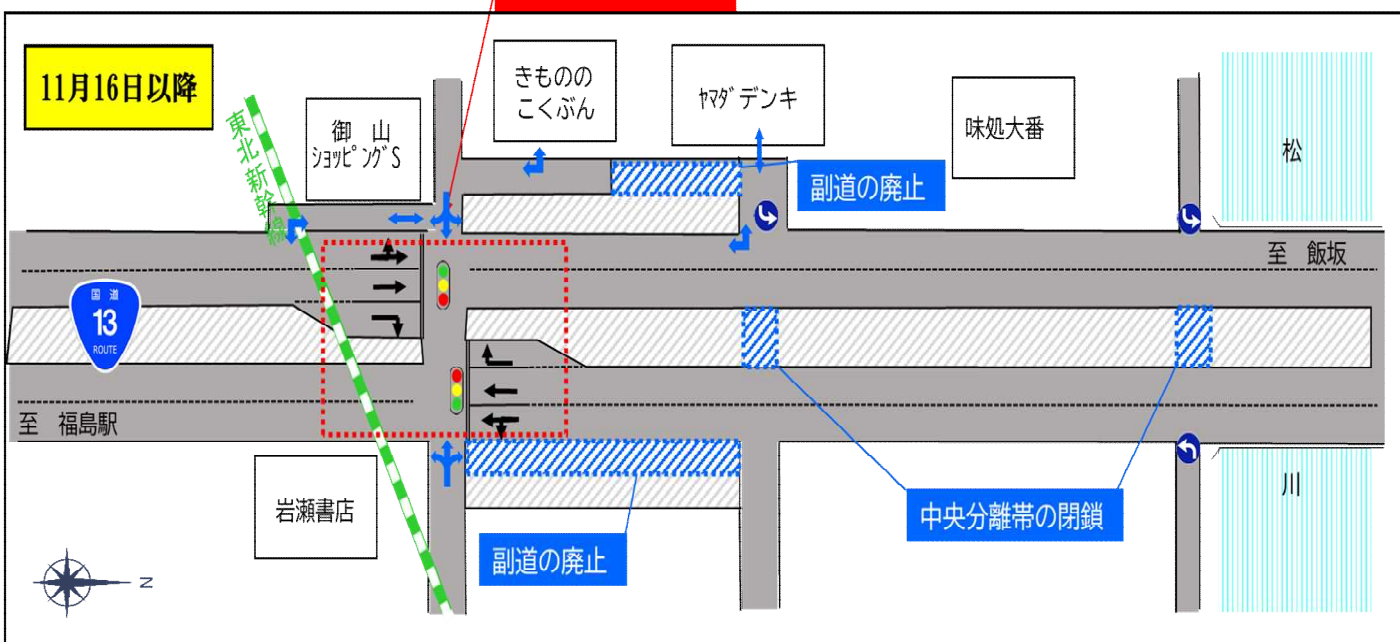 11月16日以降
東北新幹線
御 山
ショッピングS
きものの
こくぶん
ヤマダデンキ
味処大番
松
副道の廃止
至 飯坂
国道
13
ROUTE
至 福島駅
岩瀬書店
副道の廃止
中央分離帯の閉鎖
川
N